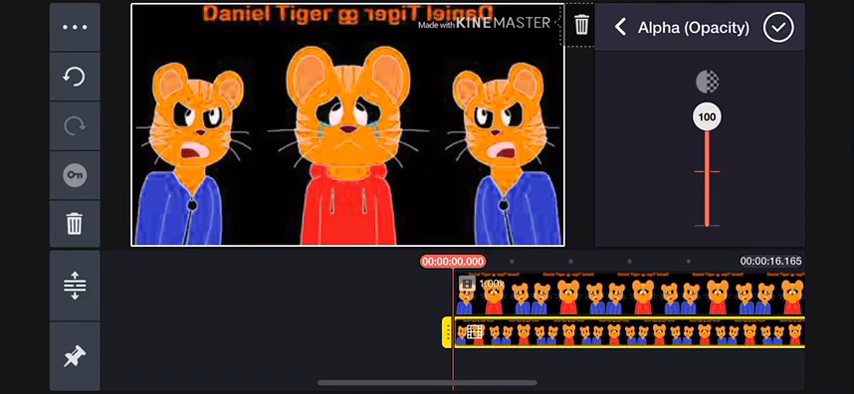 Daniel Tiger
Made with KINEMASTER
Alpha (Opacity)
100
00:00:00.000
00:00:16.165
1.00x